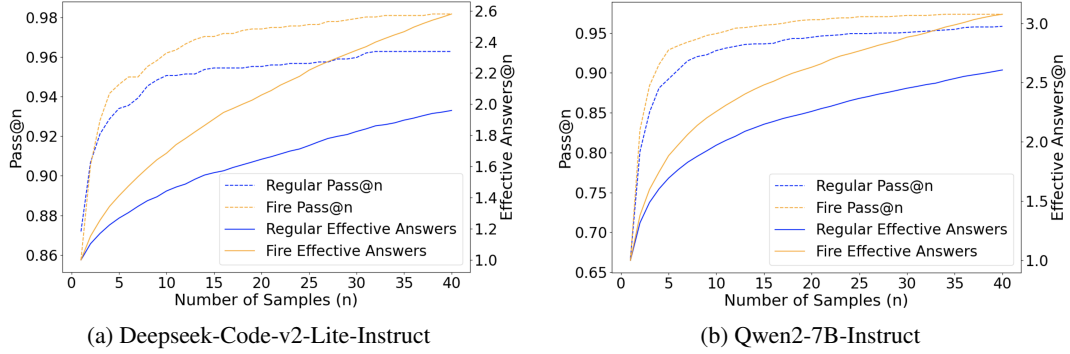 0.98
0.96
0.94
0.92
0.90
0.88
0.86
Pass@n
2.6
2.4
2.2
2.0
1.8
1.6
1.4
1.2
1.0
Effective Answers@n
Regular Pass@n
Fire Pass@n
Regular Effective Answers
Fire Effective Answers
0 5 10 15 20 25 30 35 40
Number of Samples (n)
(a) Deepseek-Code-v2-Lite-Instruct
0.95
0.90
0.85
0.80
0.75
0.70
0.65
Pass@n
3.0
2.5
2.0
1.5
1.0
Effective Answers@n
Regular Pass@n
Fire Pass@n
Regular Effective Answers
Fire Effective Answers
0 5 10 15 20 25 30 35 40
Number of Samples (n)
(b) Qwen2-7B-Instruct